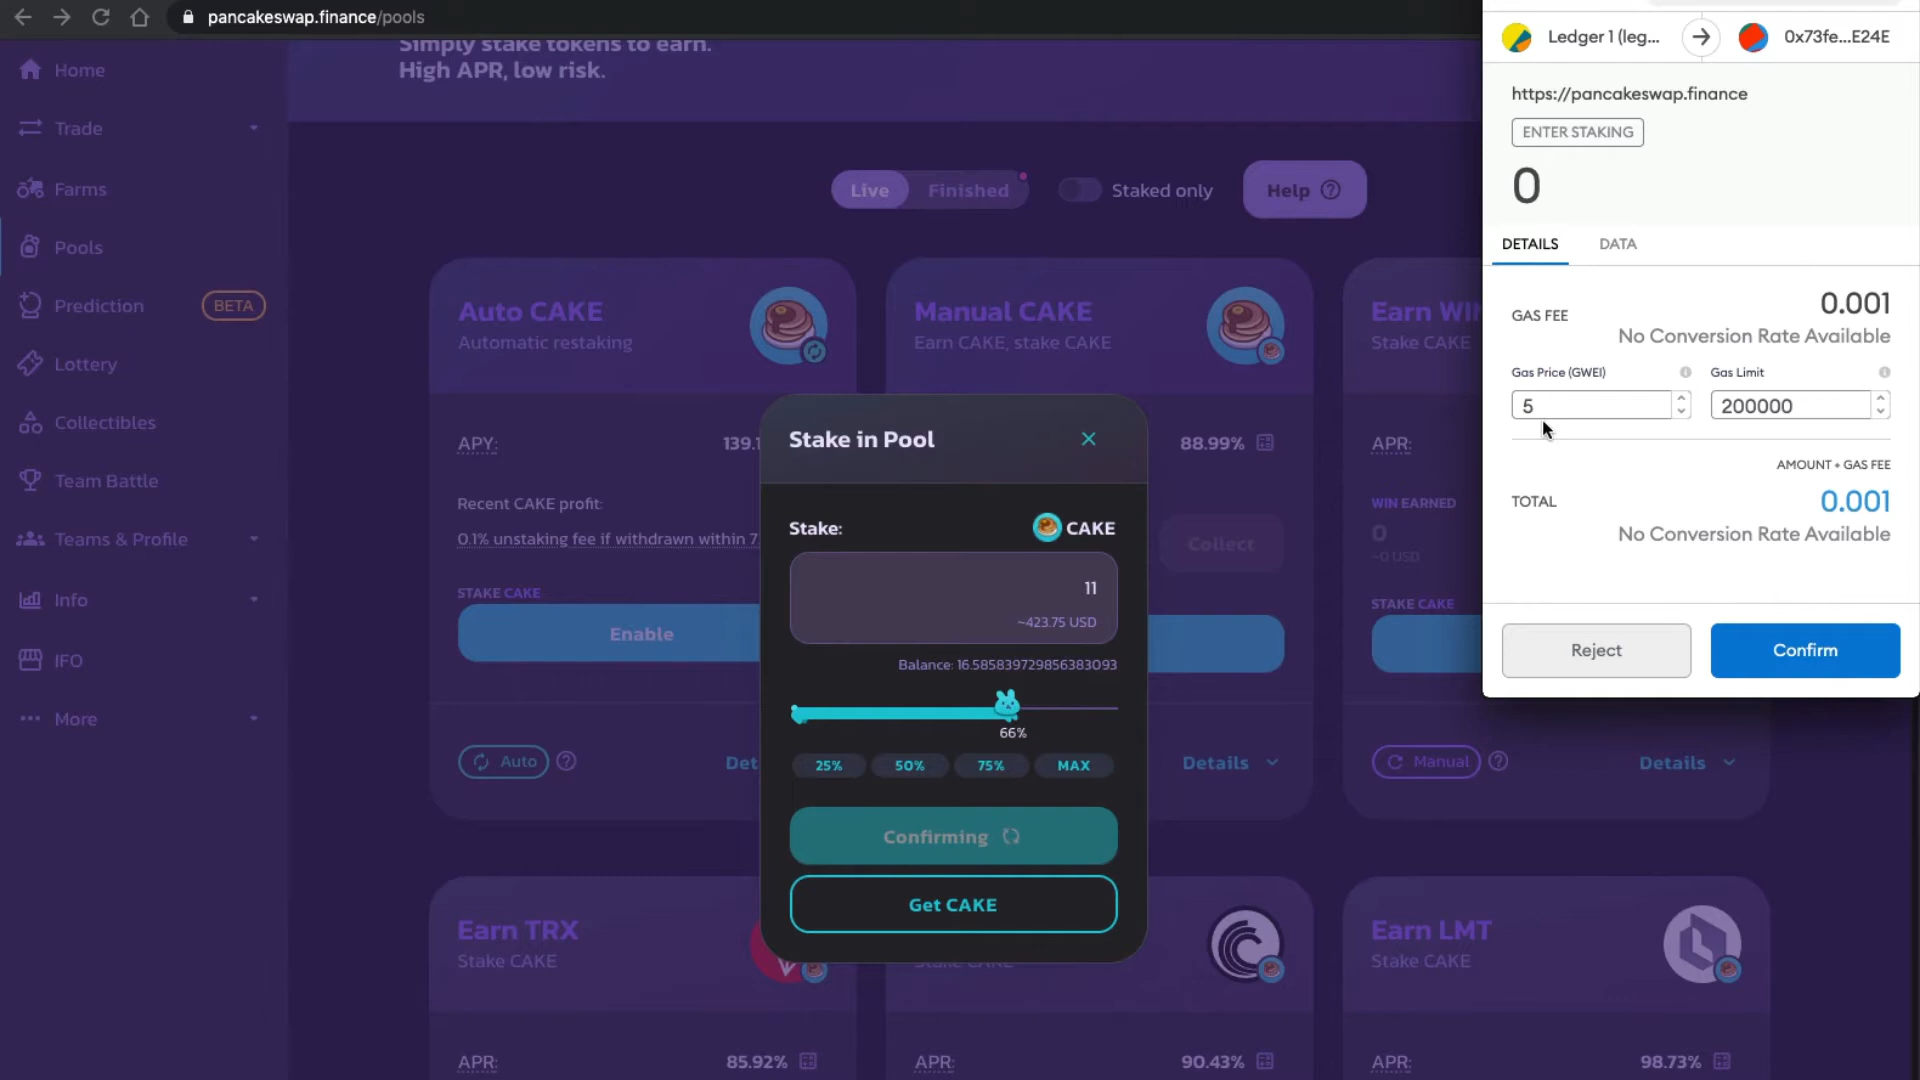 pancakeswap.finance/pools
Simply stake tokens to earn.
High APR, low risk.
Home
Trade
Farms
Pools
Prediction
BETA
Lottery
Collectibles
Team Battle
Teams & Profile
Info
IFO
More
Live
Finished
Staked only
Help
Auto CAKE
Automatic restaking
APY:
139.1
Recent CAKE profit:
0.1% unstaking fee if withdrawn within 7
STAKE CAKE
Enable
Auto
Det
Manual CAKE
Earn CAKE, stake CAKE
88.99%
Collect
Details
Earn WI
Stake CAKE
APR:
WIN EARNED
0
~0 USD
STAKE CAKE
Manual
Details
Stake in Pool
Stake:
CAKE
11
~423.75 USD
Balance: 16.585839729856383093
66%
25%
50%
75%
MAX
Confirming
Get CAKE
Earn TRX
Stake CAKE
APR:
85.92%
Stake CAKE
APR:
90.43%
Earn LMT
Stake CAKE
APR:
98.73%
Ledger 1 (leg...
0x73fe...E24E
https://pancakeswap.finance
ENTER STAKING
0
DETAILS
DATA
GAS FEE
0.001
No Conversion Rate Available
Gas Price (GWEI)
Gas Limit
5
200000
AMOUNT + GAS FEE
TOTAL
0.001
No Conversion Rate Available
Reject
Confirm